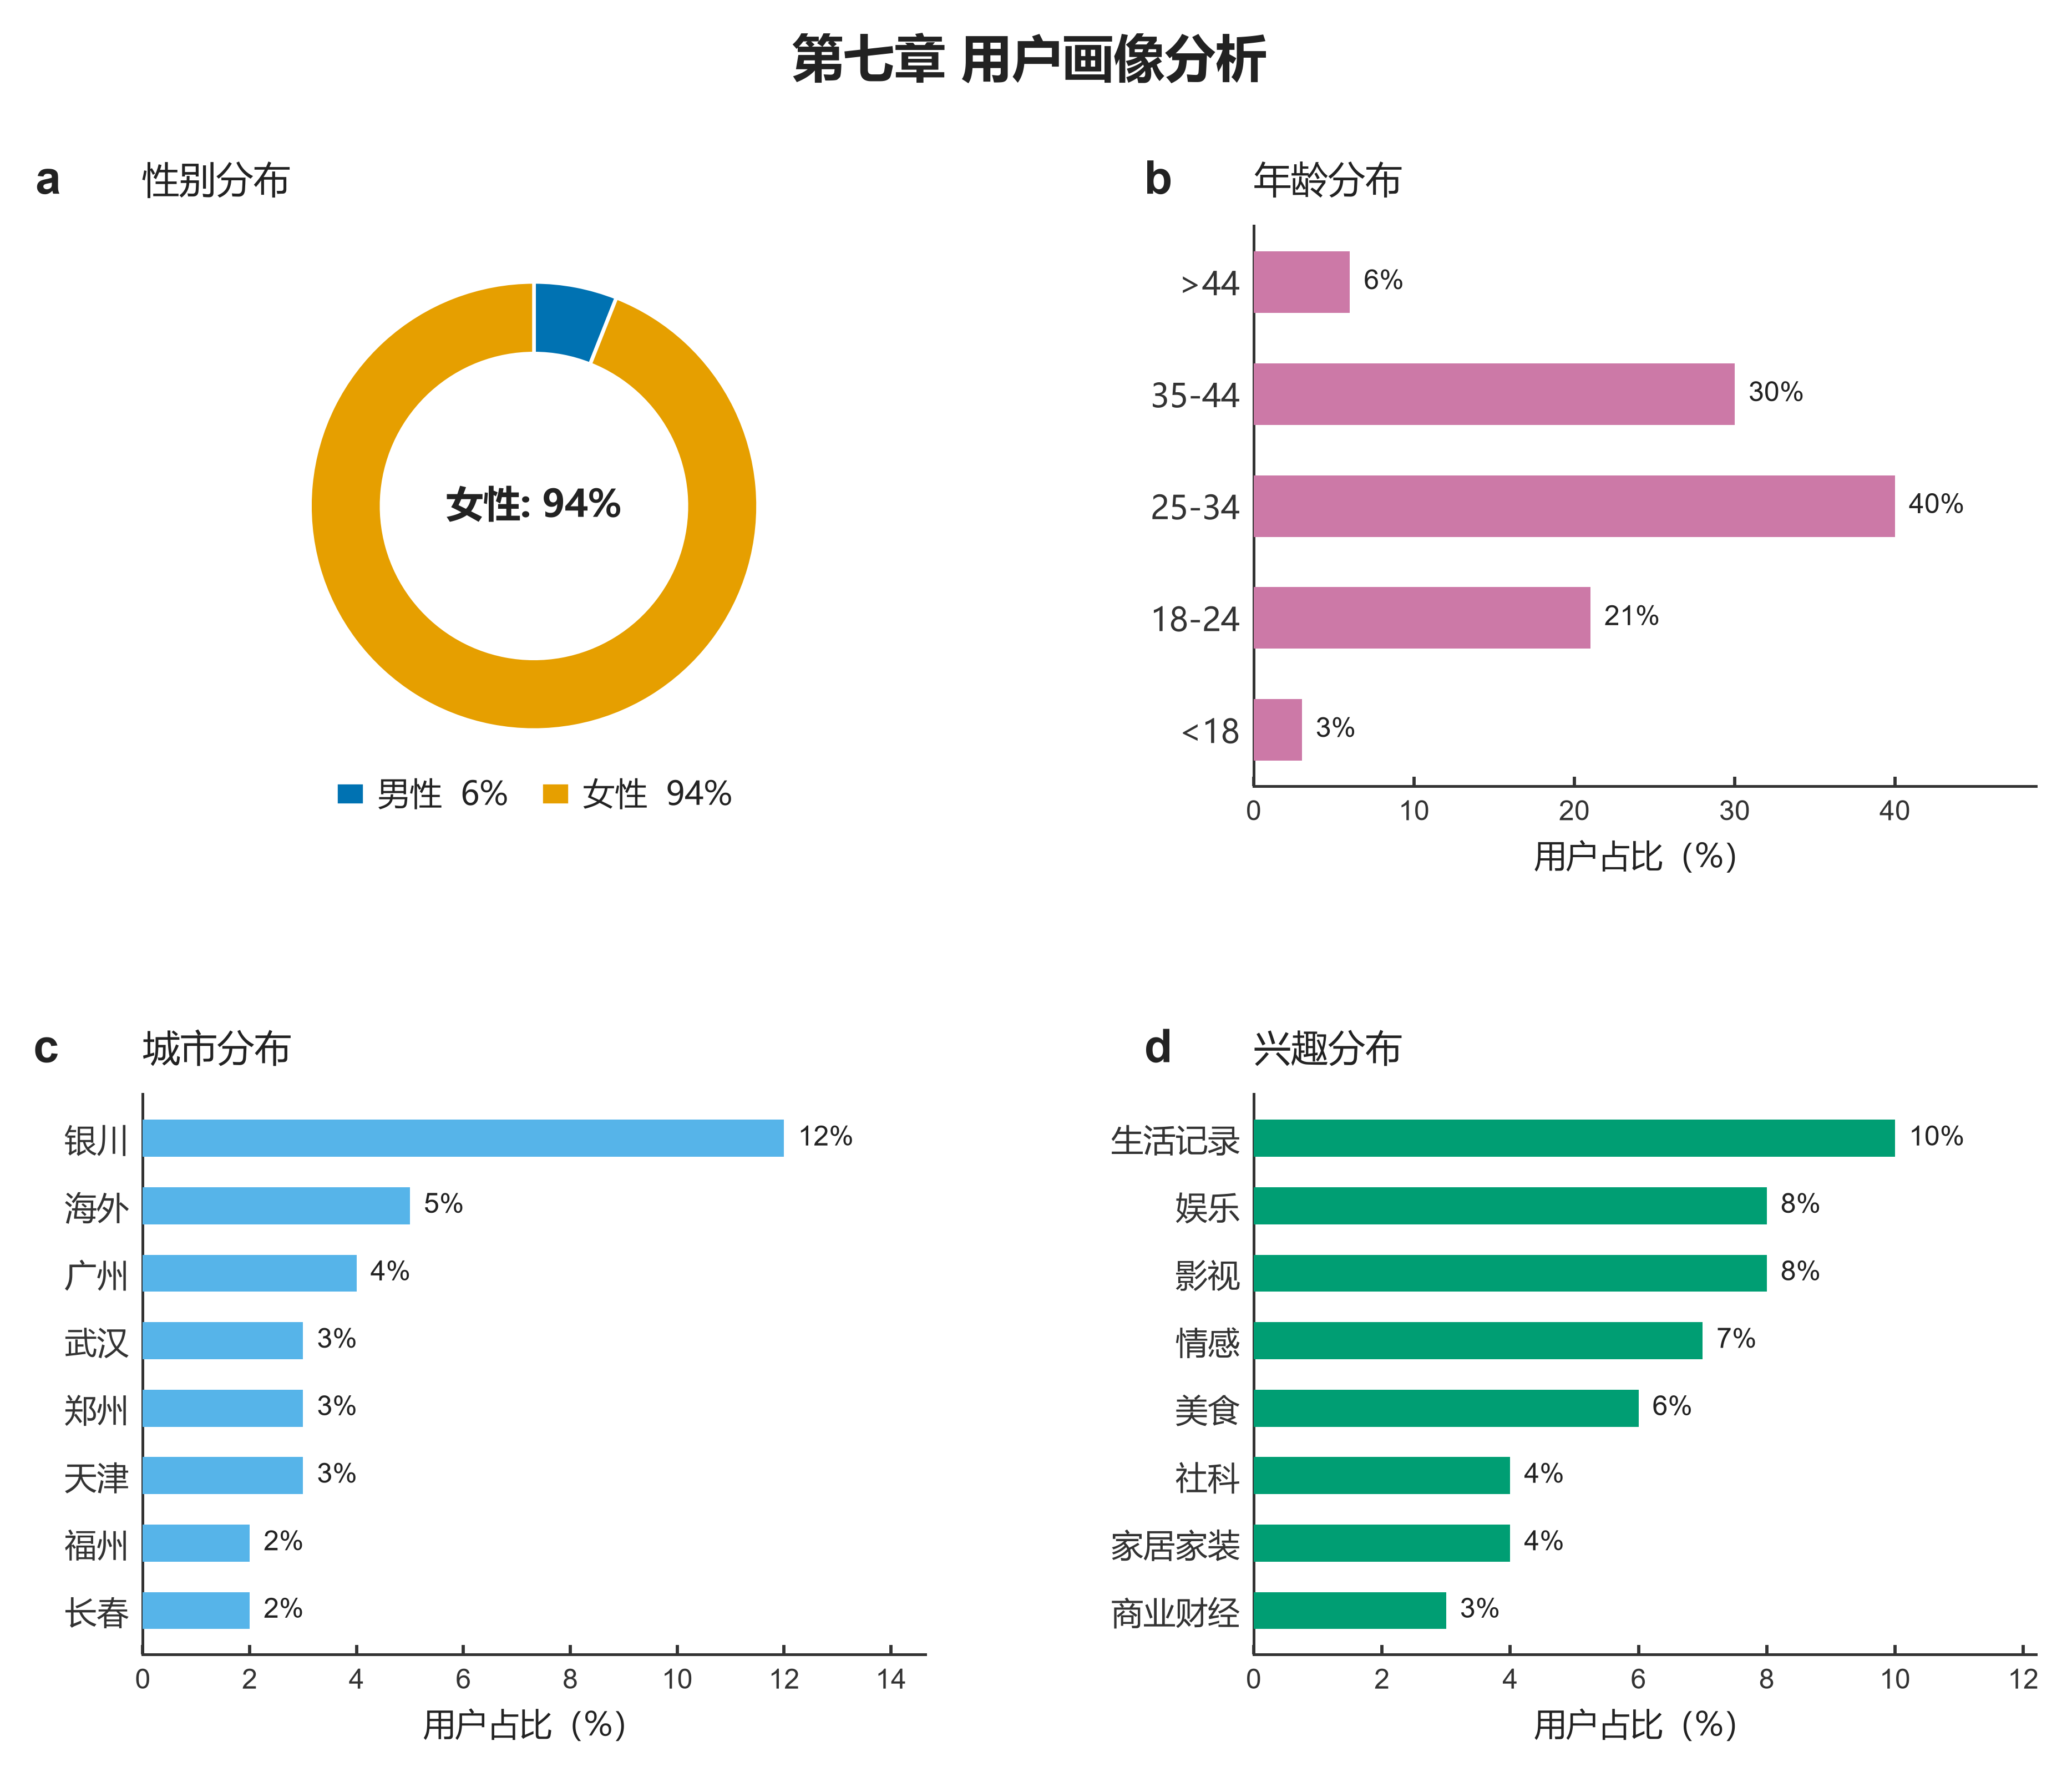 第七章 用户画像分析
a 性别分布
女性: 94%
男性 6% 女性 94%
b 年龄分布
>44 6%
35-44 30%
25-34 40%
18-24 21%
<18 3%
0 10 20 30 40
用户占比（%）
c 城市分布
银川 12%
海外 5%
广州 4%
武汉 3%
郑州 3%
天津 3%
福州 2%
长春 2%
0 2 4 6 8 10 12 14
用户占比（%）
d 兴趣分布
生活记录 10%
娱乐 8%
影视 8%
情感 7%
美食 6%
社科 4%
家居家装 4%
商业财经 3%
0 2 4 6 8 10 12
用户占比（%）